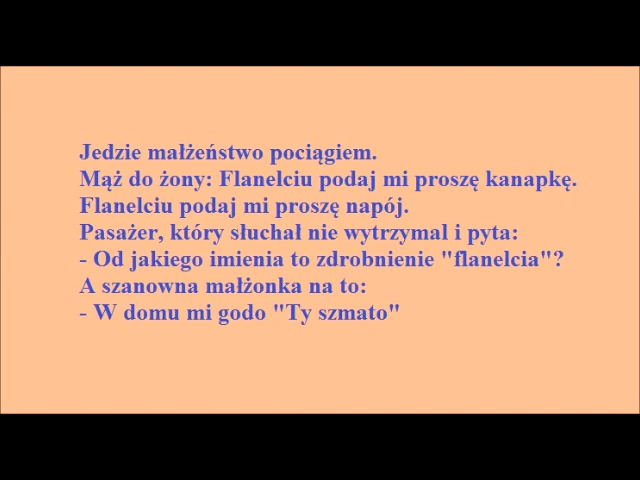 Jedzie małżeństwo pociągiem.
Mąż do żony: Flanelciu podaj mi proszę kanapkę.
Flanelciu podaj mi proszę napój.
Pasażer, który słuchał nie wytrzymal i pyta:
- Od jakiego imienia to zdrobnienie "flanelcia"?
A szanowna małżonka na to:
- W domu mi godo "Ty szmato"